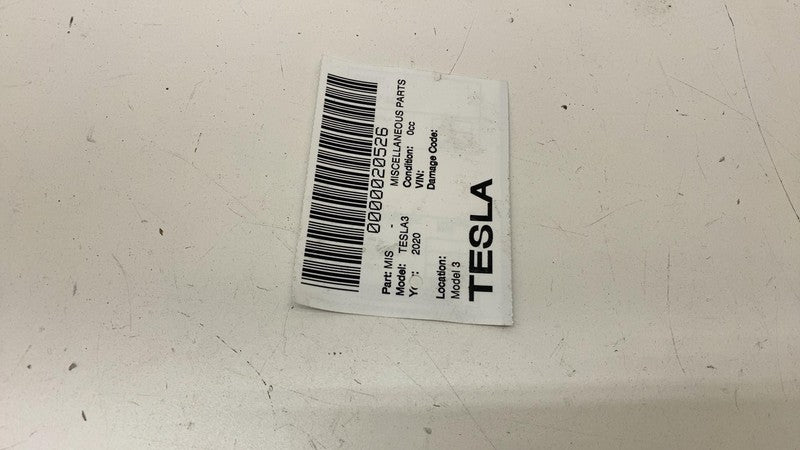 0000020526
Part: MIS - MISCELLANEOUS PARTS
Model: TESLA3 Condition: 0cc
2020 VIN:
Damage Code:
Location:
Model 3
TESLA